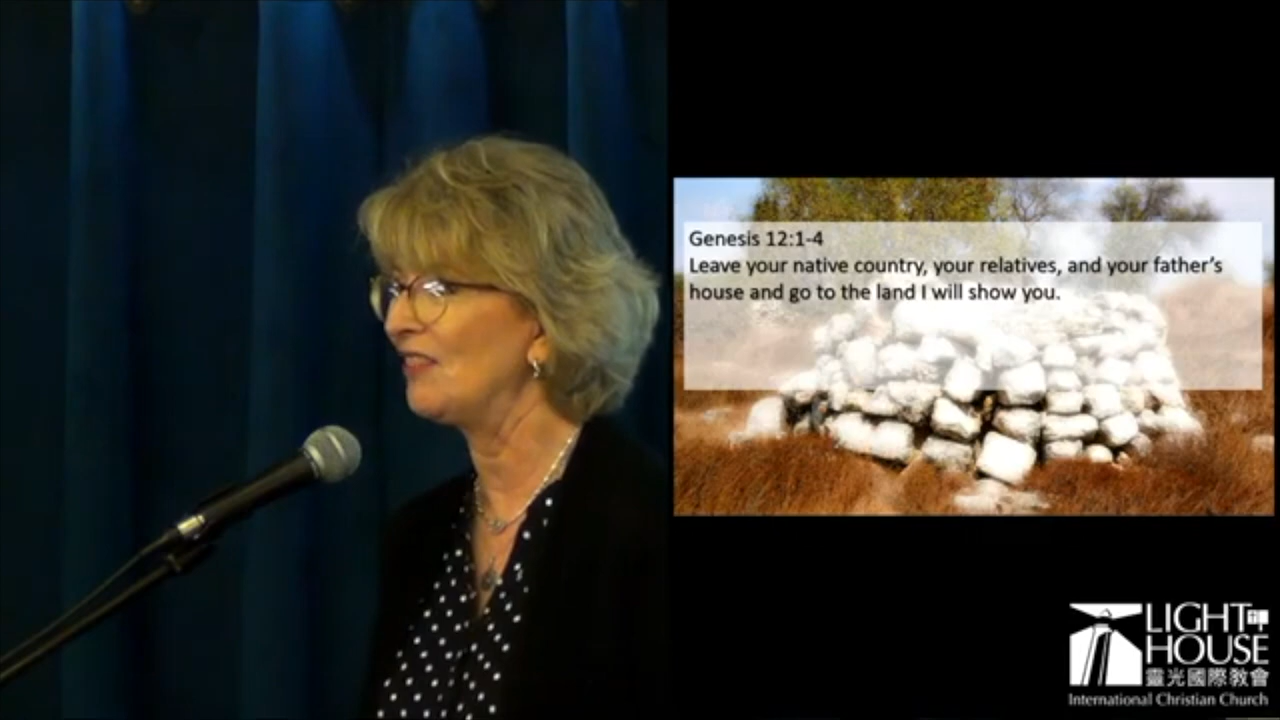 Genesis 12:1-4
Leave your native country, your relatives, and your father's
house and go to the land I will show you.
LIGHT
HOUSE
靈光國際教會
International Christian Church